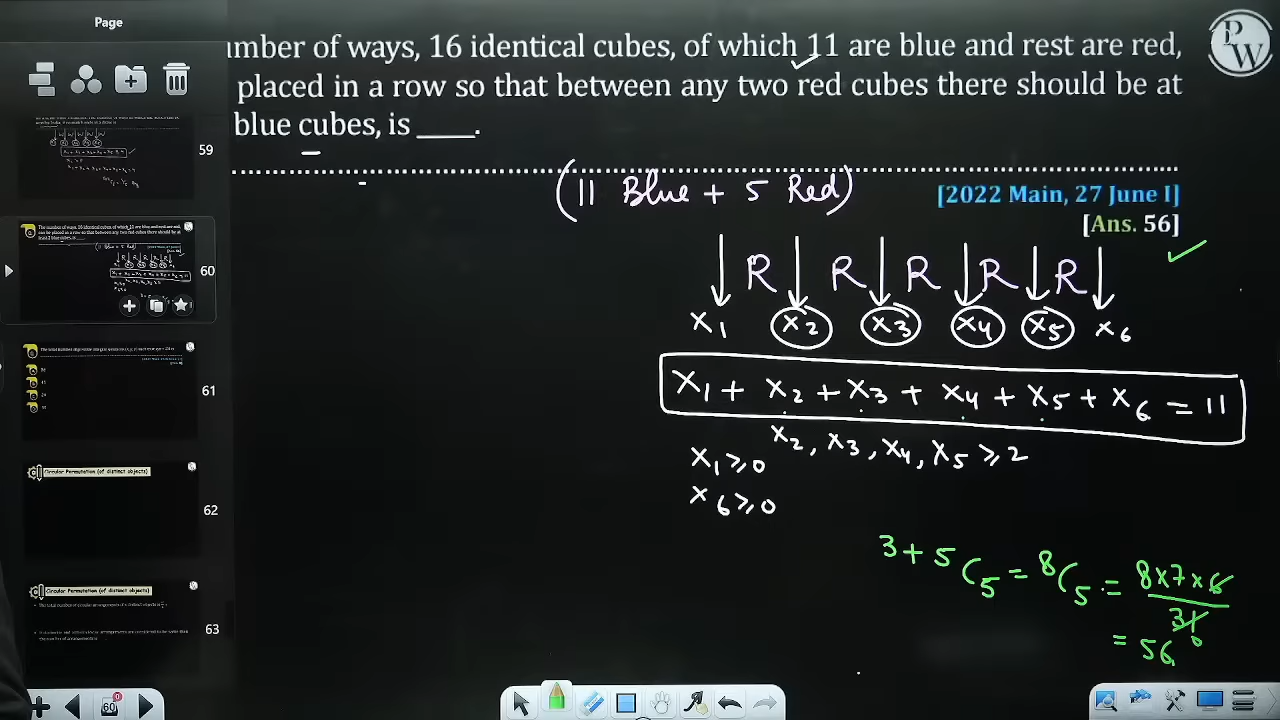 Page
umber of ways, 16 identical cubes, of which 11 are blue and rest are red,
placed in a row so that between any two red cubes there should be at
blue cubes, is ____.
(11 Blue + 5 Red)
[2022 Main, 27 June I]
[Ans. 56]
R R R R R
x₁ x₂ x₃ x₄ x₅ x₆
x₁ + x₂ + x₃ + x₄ + x₅ + x₆ = 11
x₂, x₃, x₄, x₅ ≥ 2
x₁ ≥ 0
x₆ ≥ 0
3+5C₅ = 8C₅ = 8×7×6 / 3!
= 56
PW
59
60
61
62
63
Circular Permutation (of distinct objects)
Circular Permutation (of distinct objects)
60
0